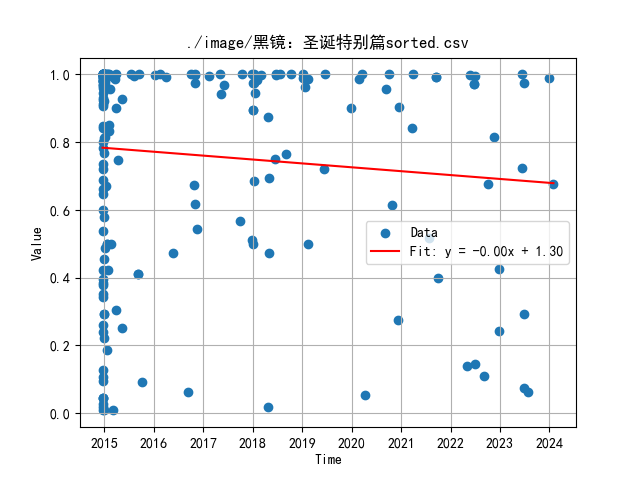 ./image/黑镜：圣诞特别篇sorted.csv
1.0
0.8
0.6
0.4
0.2
0.0
Value
Data
Fit: y = -0.00x + 1.30
2015 2016 2017 2018 2019 2020 2021 2022 2023 2024
Time